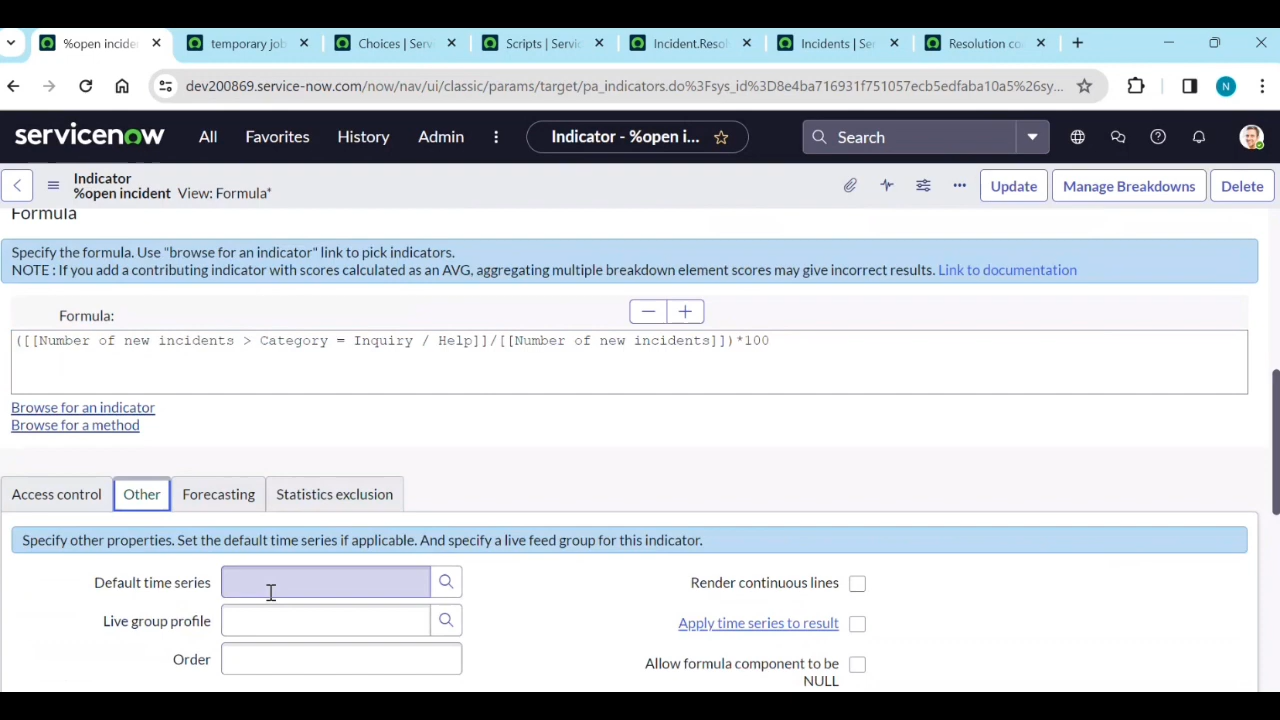 %open incide
temporary job
Choices | Serv
Scripts | Servic
Incident.Resol
Incidents | Se
Resolution co
dev200869.service-now.com/now/nav/ui/classic/params/target/pa_indicators.do%3Fsys_id%3D8e4ba716931f751057ecb5edfaba10a5%26sy...
N
servicenow
All
Favorites
History
Admin
Indicator - %open i...
Search
Indicator
%open incident View: Formula*
Update
Manage Breakdowns
Delete
Formula
Specify the formula. Use "browse for an indicator" link to pick indicators.
NOTE : If you add a contributing indicator with scores calculated as an AVG, aggregating multiple breakdown element scores may give incorrect results. Link to documentation
Formula:
([[Number of new incidents > Category = Inquiry / Help]]/[[Number of new incidents]])*100
Browse for an indicator
Browse for a method
Access control
Other
Forecasting
Statistics exclusion
Specify other properties. Set the default time series if applicable. And specify a live feed group for this indicator.
Default time series
Render continuous lines
Live group profile
Apply time series to result
Order
Allow formula component to be
NULL